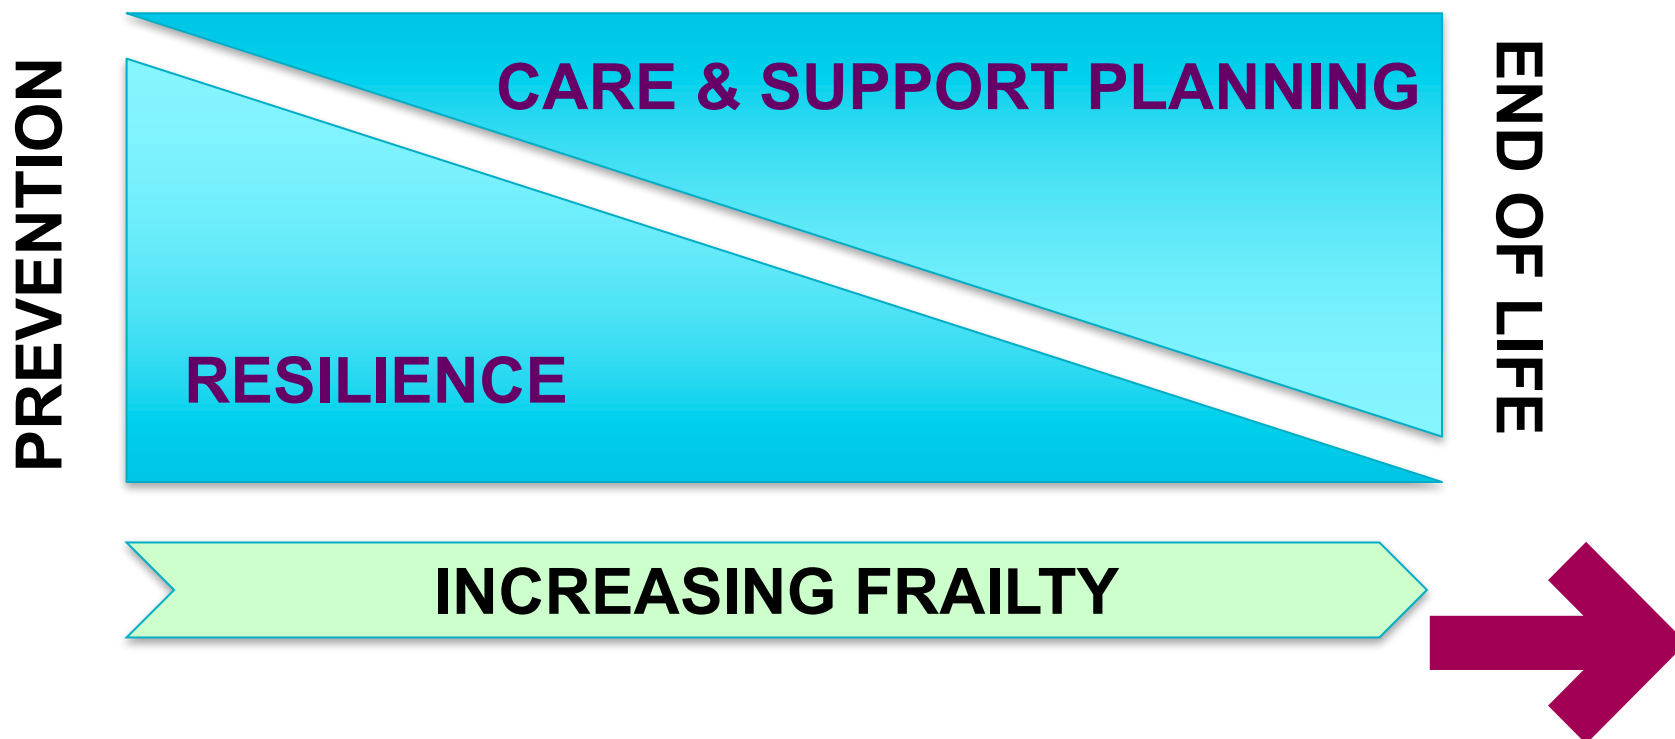 PREVENTION
CARE & SUPPORT PLANNING
RESILIENCE
END OF LIFE
INCREASING FRAILTY